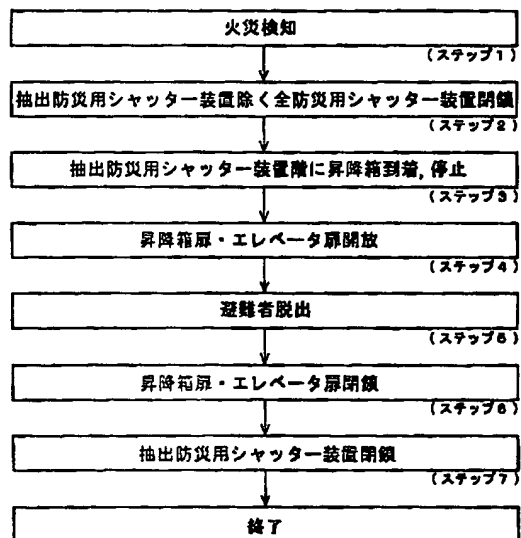 火災検知
(ステップ1)
抽出防災用シャッター装置除く全防災用シャッター装置閉鎖
(ステップ2)
抽出防災用シャッター装置階に昇降箱到着,停止
(ステップ3)
昇降箱扉・エレベータ扉開放
(ステップ4)
避難者脱出
(ステップ5)
昇降箱扉・エレベータ扉閉鎖
(ステップ6)
抽出防災用シャッター装置閉鎖
(ステップ7)
終了